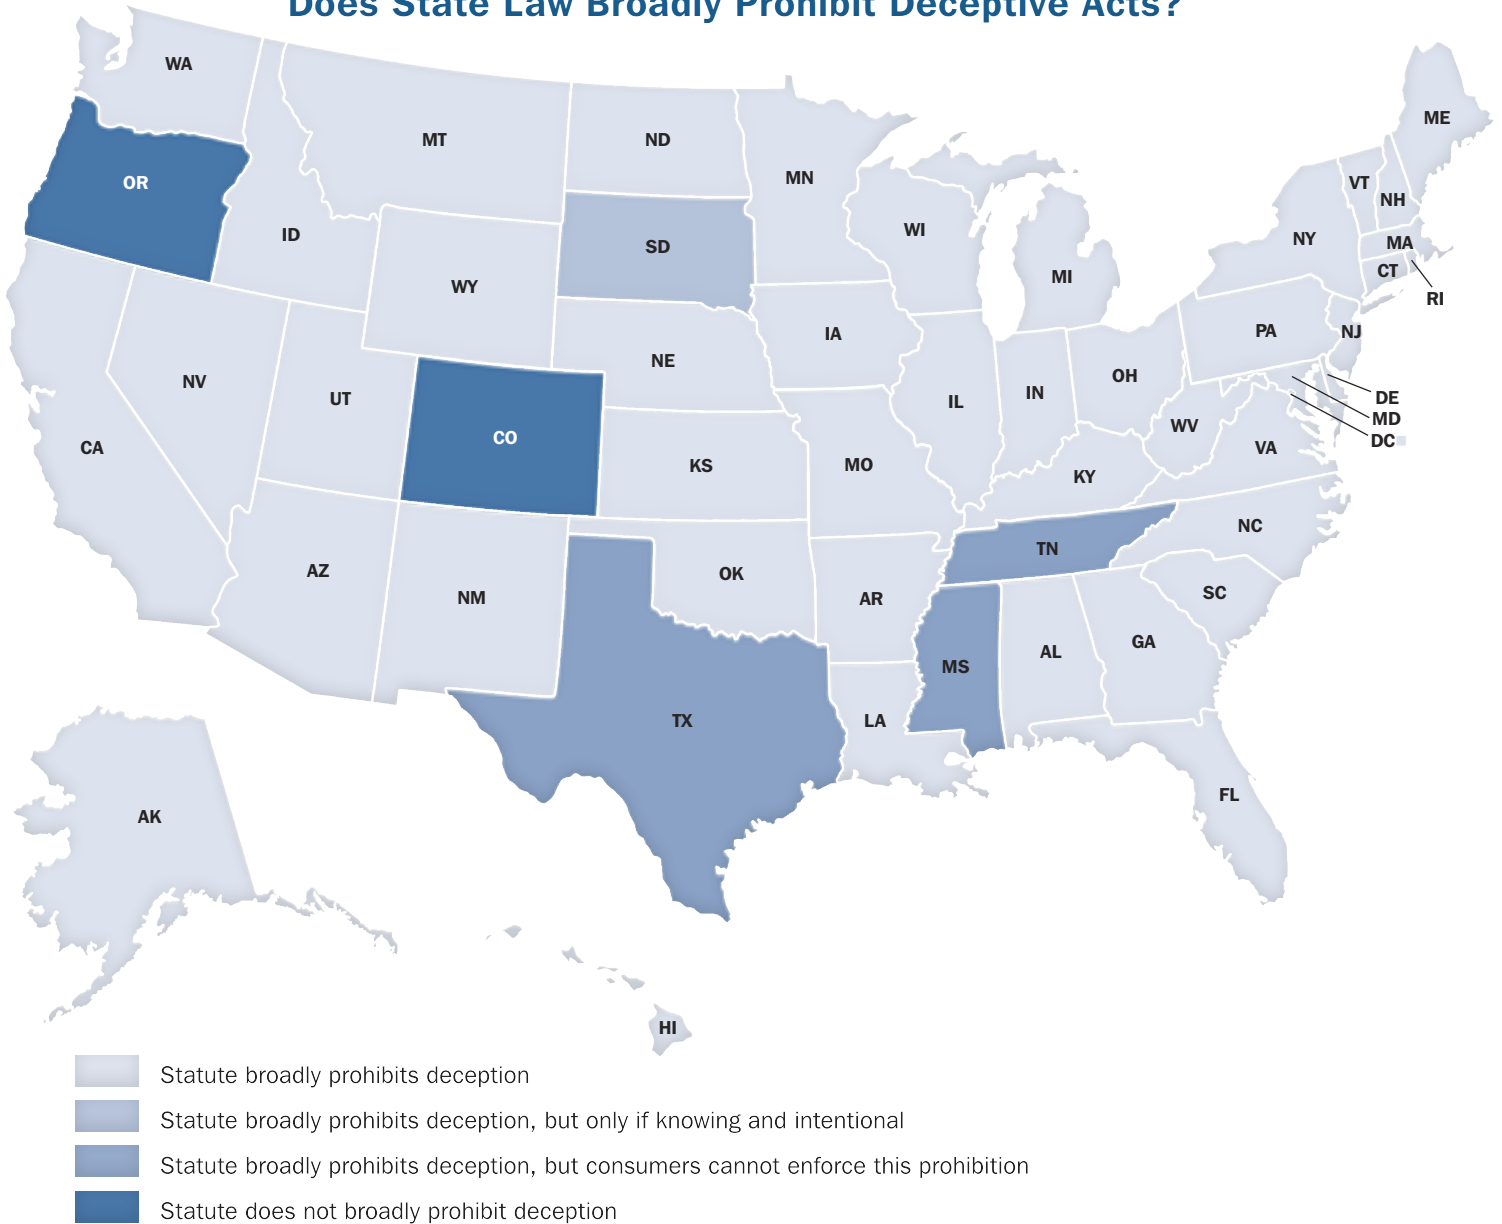 Does State Law Broadly Prohibit Deceptive Acts?
WA
OR
MT
ID
ND
MN
SD
WY
WI
MI
ME
VT
NH
NY
MA
CT
RI
IA
NE
PA
NJ
NV
UT
CO
CA
IL
IN
OH
DE
MD
DC
WV
VA
KS
MO
KY
NC
TN
AZ
NM
OK
AR
SC
MS
AL
GA
TX
LA
FL
AK
HI
Statute broadly prohibits deception
Statute broadly prohibits deception, but only if knowing and intentional
Statute broadly prohibits deception, but consumers cannot enforce this prohibition
Statute does not broadly prohibit deception